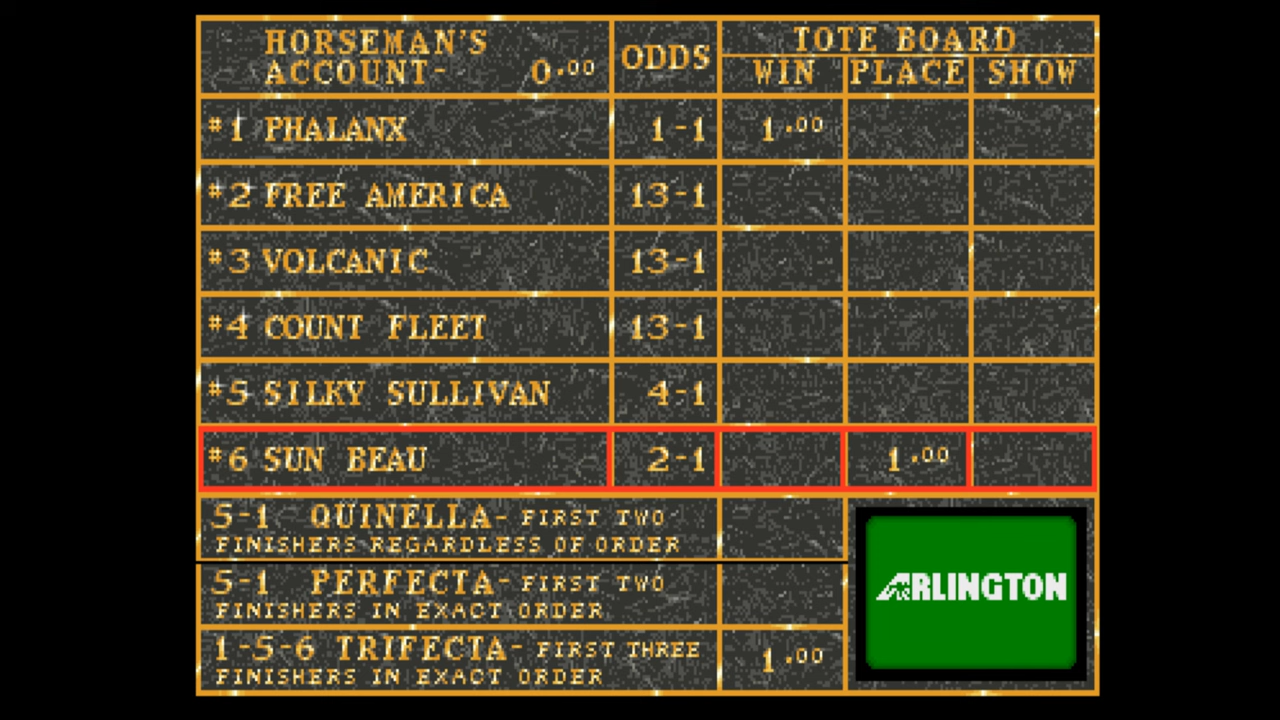 HORSEMAN'S
ACCOUNT- 0.00
ODDS
TOTE BOARD
WIN PLACE SHOW
#1 PHALANX 1-1 1.00
#2 FREE AMERICA 13-1
#3 VOLCANIC 13-1
#4 COUNT FLEET 13-1
#5 SILKY SULLIVAN 4-1
#6 SUN BEAU 2-1 1.00
5-1 QUINELLA- FIRST TWO
FINISHERS REGARDLESS OF ORDER
5-1 PERFECTA- FIRST TWO
FINISHERS IN EXACT ORDER
1-5-6 TRIFECTA- FIRST THREE
FINISHERS IN EXACT ORDER 1.00
ARLINGTON